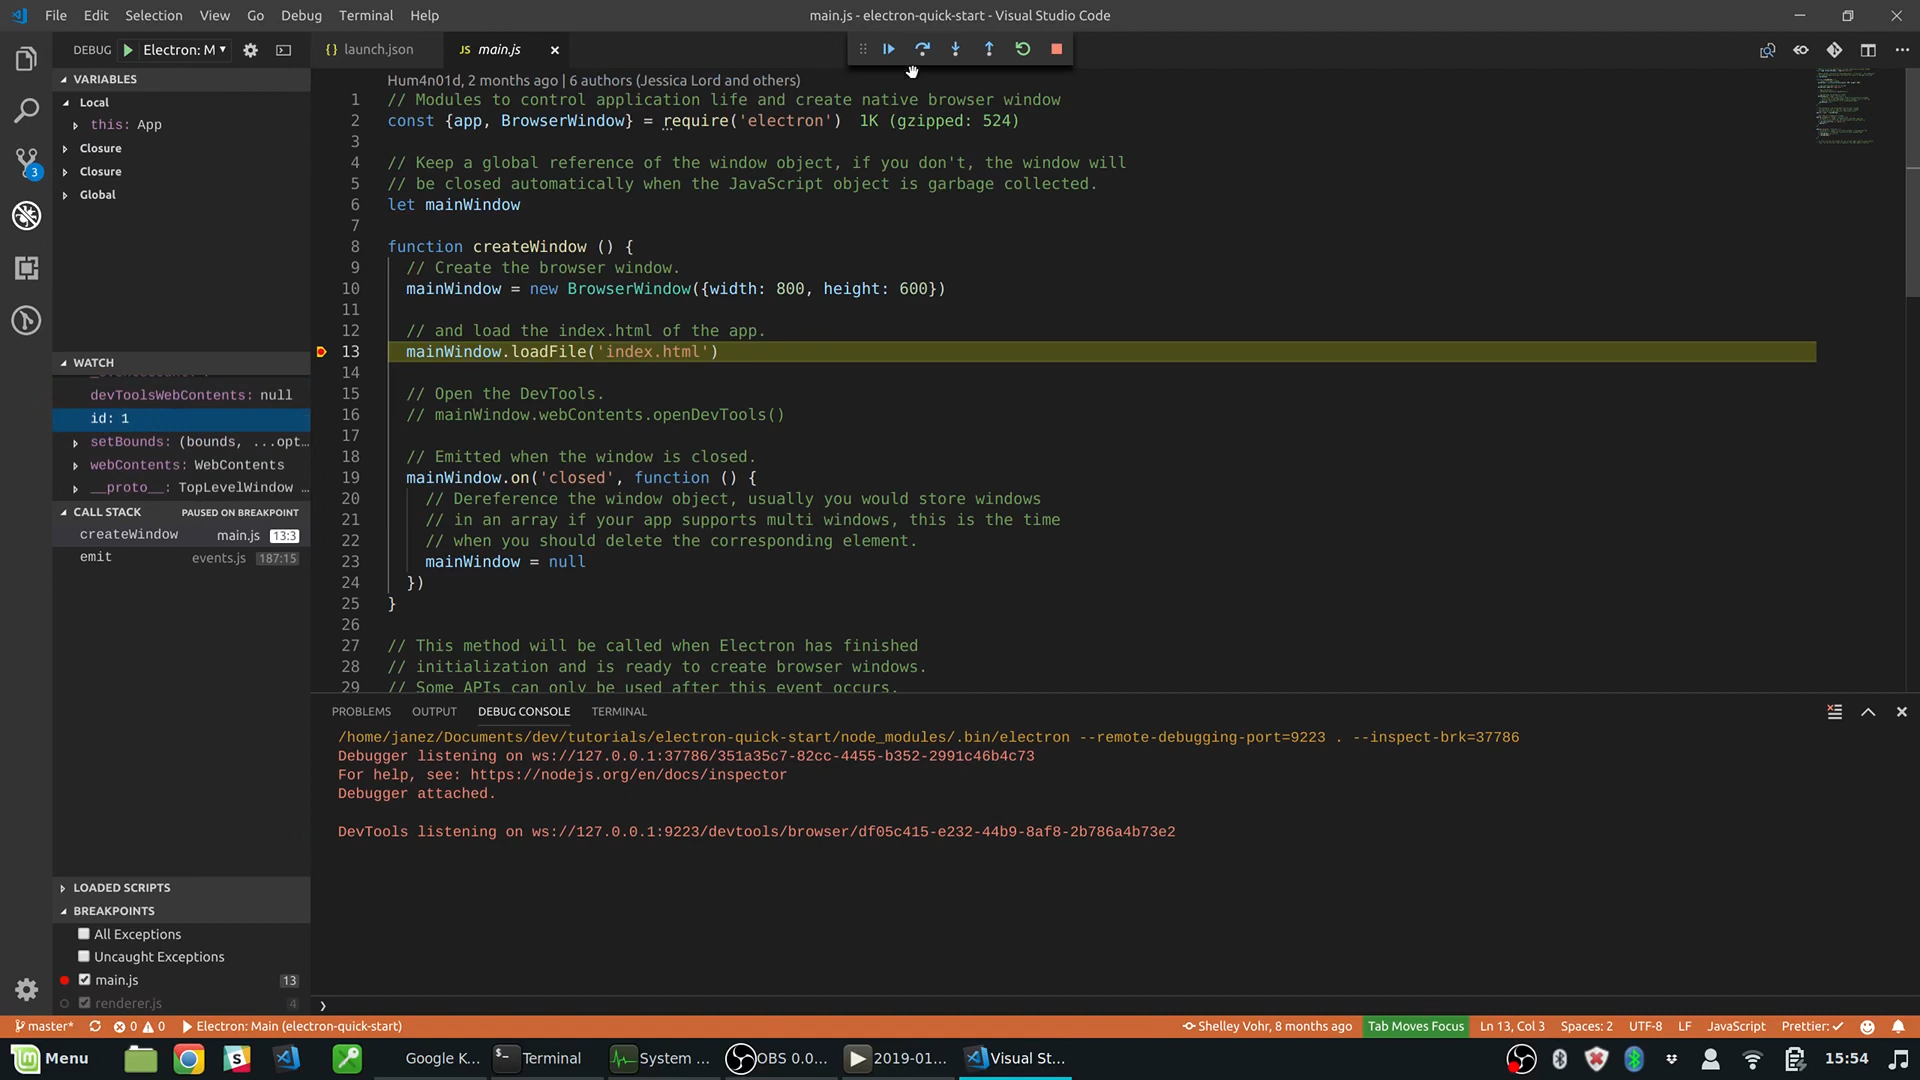 File Edit Selection View Go Debug Terminal Help
main.js - electron-quick-start - Visual Studio Code
DEBUG Electron: M
launch.json
JS main.js
VARIABLES
Local
this: App
Closure
Closure
Global
3
WATCH
devToolsWebContents: null
id: 1
setBounds: (bounds, ...opt…
webContents: WebContents
__proto__: TopLevelWindow …
CALL STACK PAUSED ON BREAKPOINT
createWindow main.js 13:3
emit events.js 187:15
LOADED SCRIPTS
BREAKPOINTS
All Exceptions
Uncaught Exceptions
main.js 13
renderer.js 4
Hum4n01d, 2 months ago | 6 authors (Jessica Lord and others)
1 // Modules to control application life and create native browser window
2 const {app, BrowserWindow} = require('electron') 1K (gzipped: 524)
3
4 // Keep a global reference of the window object, if you don't, the window will
5 // be closed automatically when the JavaScript object is garbage collected.
6 let mainWindow
7
8 function createWindow () {
9 // Create the browser window.
10 mainWindow = new BrowserWindow({width: 800, height: 600})
11
12 // and load the index.html of the app.
13 mainWindow.loadFile('index.html')
14
15 // Open the DevTools.
16 // mainWindow.webContents.openDevTools()
17
18 // Emitted when the window is closed.
19 mainWindow.on('closed', function () {
20 // Dereference the window object, usually you would store windows
21 // in an array if your app supports multi windows, this is the time
22 // when you should delete the corresponding element.
23 mainWindow = null
24 })
25 }
26
27 // This method will be called when Electron has finished
28 // initialization and is ready to create browser windows.
29 // Some APIs can only be used after this event occurs.
PROBLEMS OUTPUT DEBUG CONSOLE TERMINAL
/home/janez/Documents/dev/tutorials/electron-quick-start/node_modules/.bin/electron --remote-debugging-port=9223 . --inspect-brk=37786
Debugger listening on ws://127.0.0.1:37786/351a35c7-82cc-4455-b352-2991c46b4c73
For help, see: https://nodejs.org/en/docs/inspector
Debugger attached.
DevTools listening on ws://127.0.0.1:9223/devtools/browser/df05c415-e232-44b9-8af8-2b786a4b73e2
master* 0 0 Electron: Main (electron-quick-start)
Shelley Vohr, 8 months ago Tab Moves Focus Ln 13, Col 3 Spaces: 2 UTF-8 LF JavaScript Prettier: ✓
Menu Google K... Terminal System ... OBS 0.0... 2019-01... Visual St... 15:54